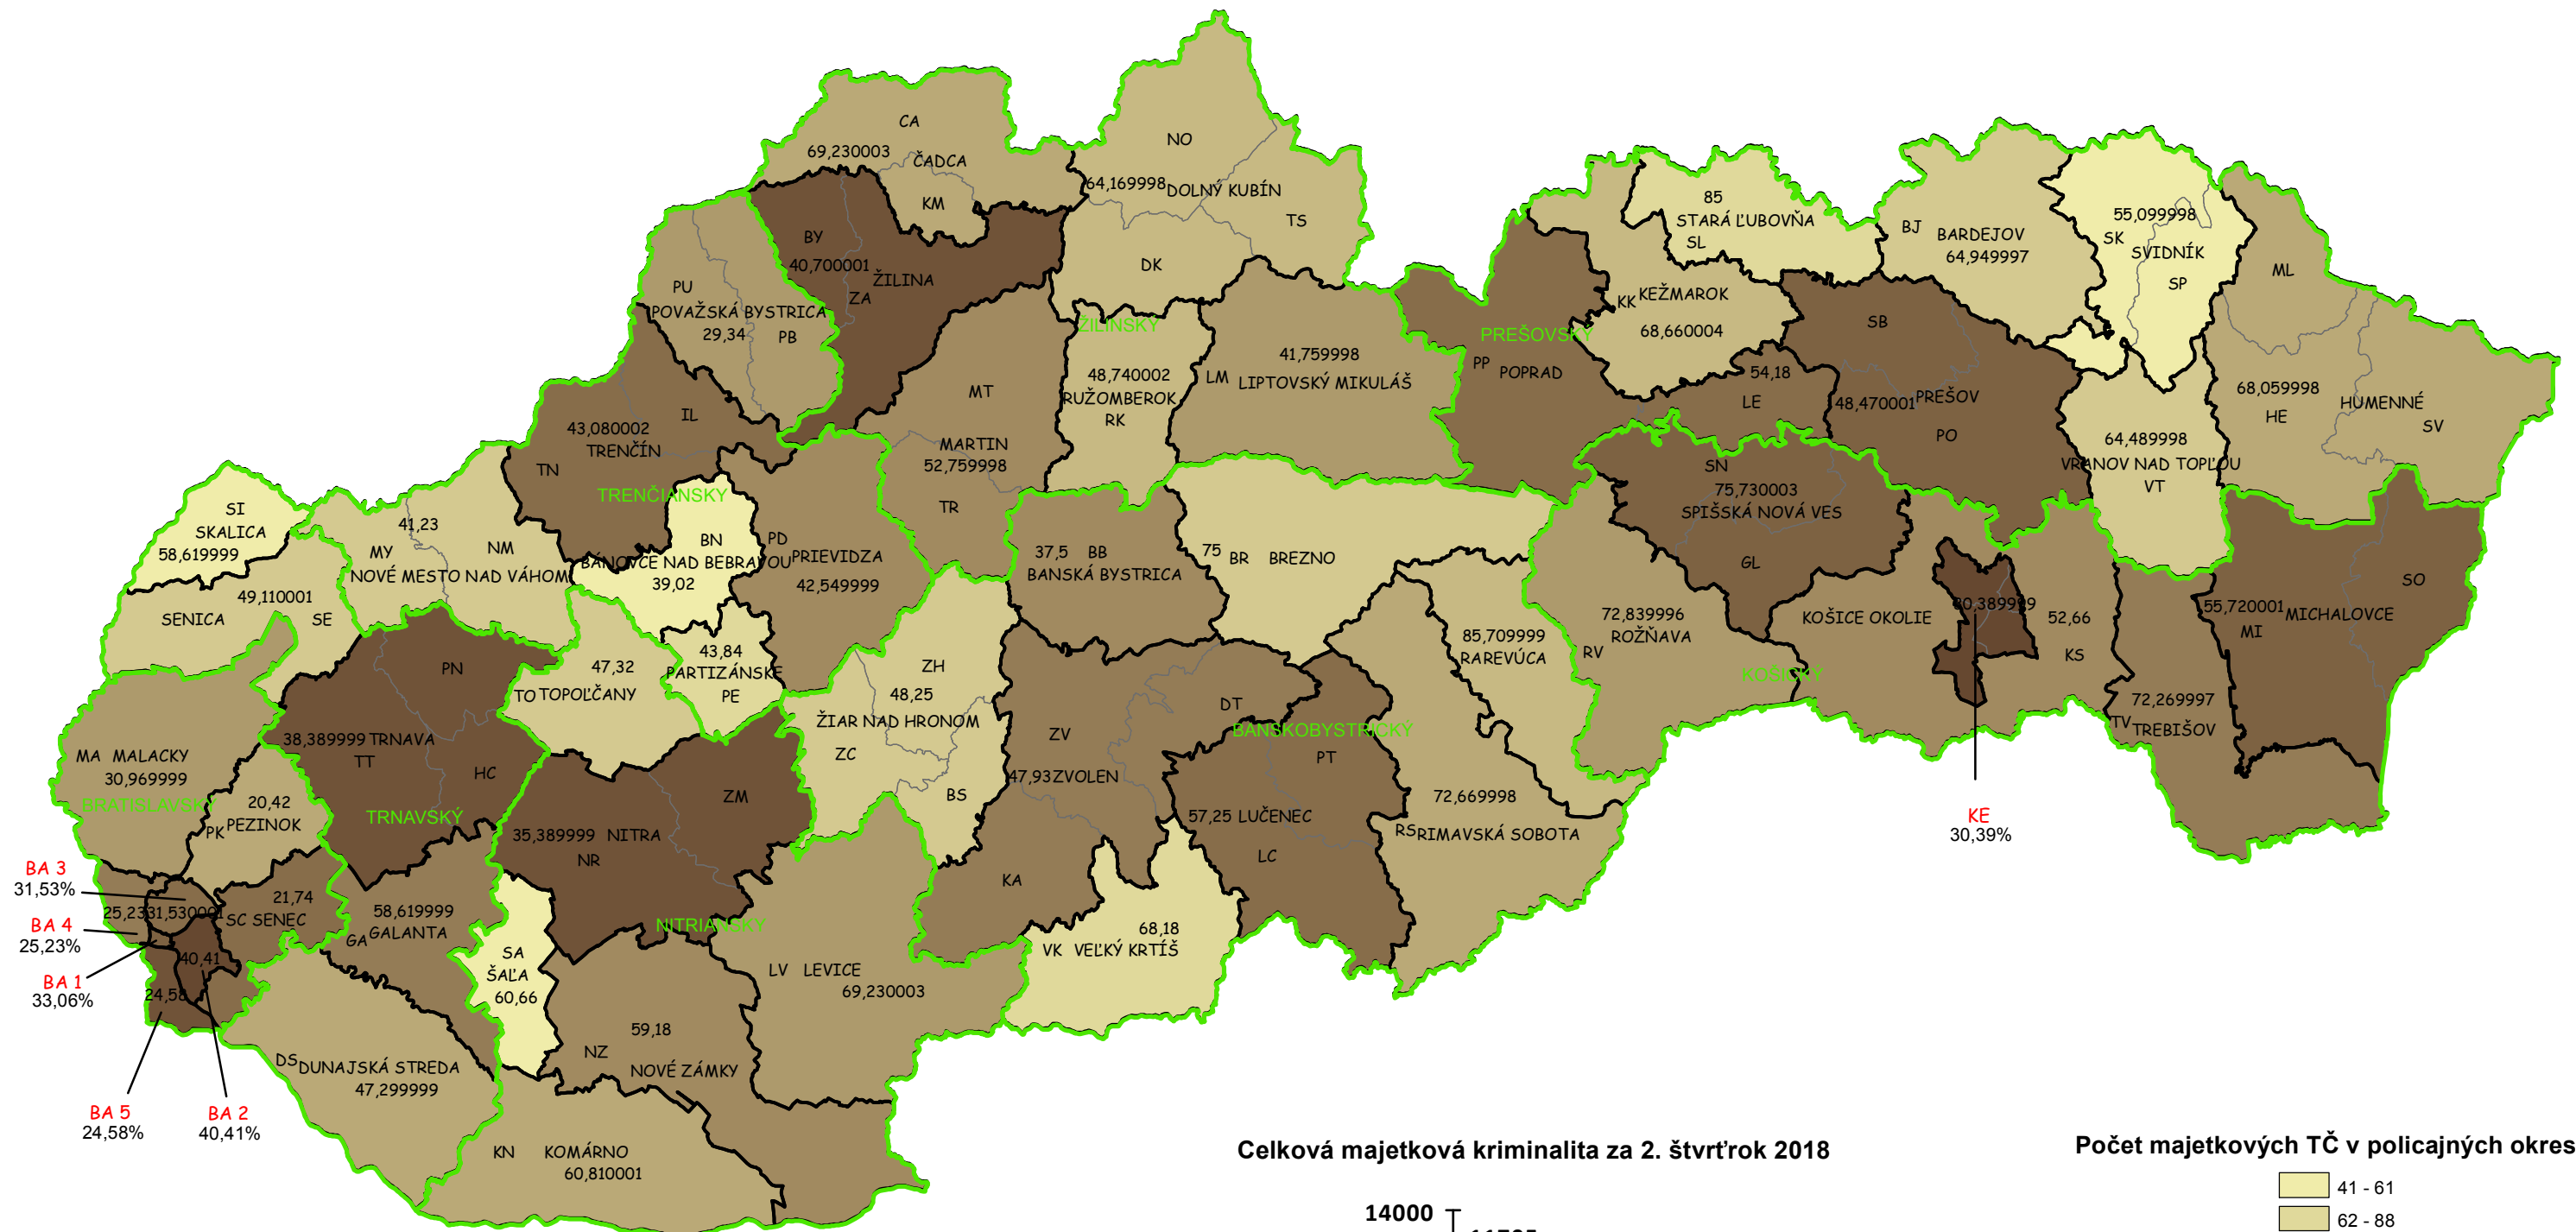 CA
69,230003
ČADCA
KM
NO
64,169998
DOLNÝ KUBÍN
TS
DK
BY
40,700001
ŽILINA
ZA
PU
POVAŽSKÁ BYSTRICA
29,34
PB
85
STARÁ ĽUBOVŇA
SL
BJ
BARDEJOV
64,949997
55,099998
SK
SVIDNÍK
SP
ML
KK
KEŽMAROK
68,660004
PREŠOVSKÝ
PP
POPRAD
54,18
LE
SB
48,470001
PREŠOV
PO
68,059998
HUMENNÉ
HE
SV
64,489998
VRANOV NAD TOPĽOU
VT
ŽILINSKÝ
48,740002
RUŽOMBEROK
RK
41,759998
LM
LIPTOVSKÝ MIKULÁŠ
MT
MARTIN
52,759998
TR
IL
43,080002
TRENČÍN
TN
TRENČIANSKY
SI
SKALICA
58,619999
49,110001
SENICA
SE
41,23
MY
NM
NOVÉ MESTO NAD VÁHOM
BN
BÁNOVCE NAD BEBRAVOU
39,02
PD
PRIEVIDZA
42,549999
37,5
BB
BANSKÁ BYSTRICA
75
BR
BREZNO
SN
75,730003
SPIŠSKÁ NOVÁ VES
GL
72,839996
ROŽŇAVA
RV
KOŠICE OKOLIE
52,66
KS
KOŠICKÝ
55,720001
MICHALOVCE
MI
SO
72,269997
TV
TREBIŠOV
KE
30,39%
85,709999
43,84
PARTIZÁNSKE
PE
47,32
TO
TOPOĽČANY
ZH
48,25
ŽIAR NAD HRONOM
ZC
BS
ZV
47,93
ZVOLEN
KA
DT
BANSKOBYSTRICKÝ
PT
57,25
LUČENEC
LC
72,669998
RS
RIMAVSKÁ SOBOTA
PN
38,389999
TRNAVA
TT
HC
TRNAVSKÝ
MA
MALACKY
30,969999
BRATISLAVSKÝ
20,42
PK
PEZINOK
ZM
35,389999
NITRA
NR
NITRIANSKY
BA 3
31,53%
BA 4
25,23%
BA 1
33,06%
21,74
SC
SENEC
40,41
58,619999
GA
GALANTA
SA
ŠAĽA
60,66
LV
LEVICE
69,230003
68,18
VK
VEĽKÝ KRTÍŠ
59,18
NZ
NOVÉ ZÁMKY
DS
DUNAJSKÁ STREDA
47,299999
BA 5
24,58%
BA 2
40,41%
KN
KOMÁRNO
60,810001
Celková majetková kriminalita za 2. štvrťrok 2018
14000
Počet majetkových TČ v policajných okres
41 - 61
62 - 88